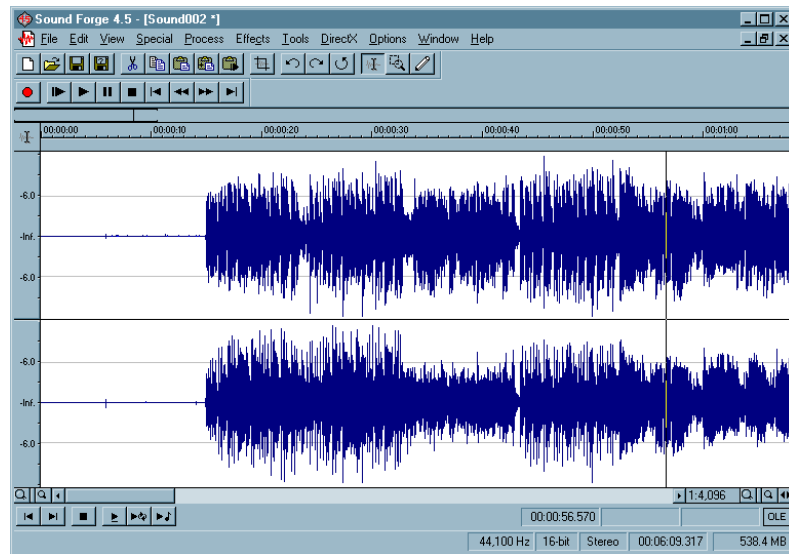 Sound Forge 4.5 - [Sound002 *]
File Edit View Special Process Effects Tools DirectX Options Window Help
00:00:00 00:00:10 00:00:20 00:00:30 00:00:40 00:00:50 00:01:00
-6.0
-Inf.
-6.0
-6.0
-Inf.
-6.0
1:4,096
00:00:56.570 OLE
44,100 Hz 16-bit Stereo 00:06:09.317 538.4 MB